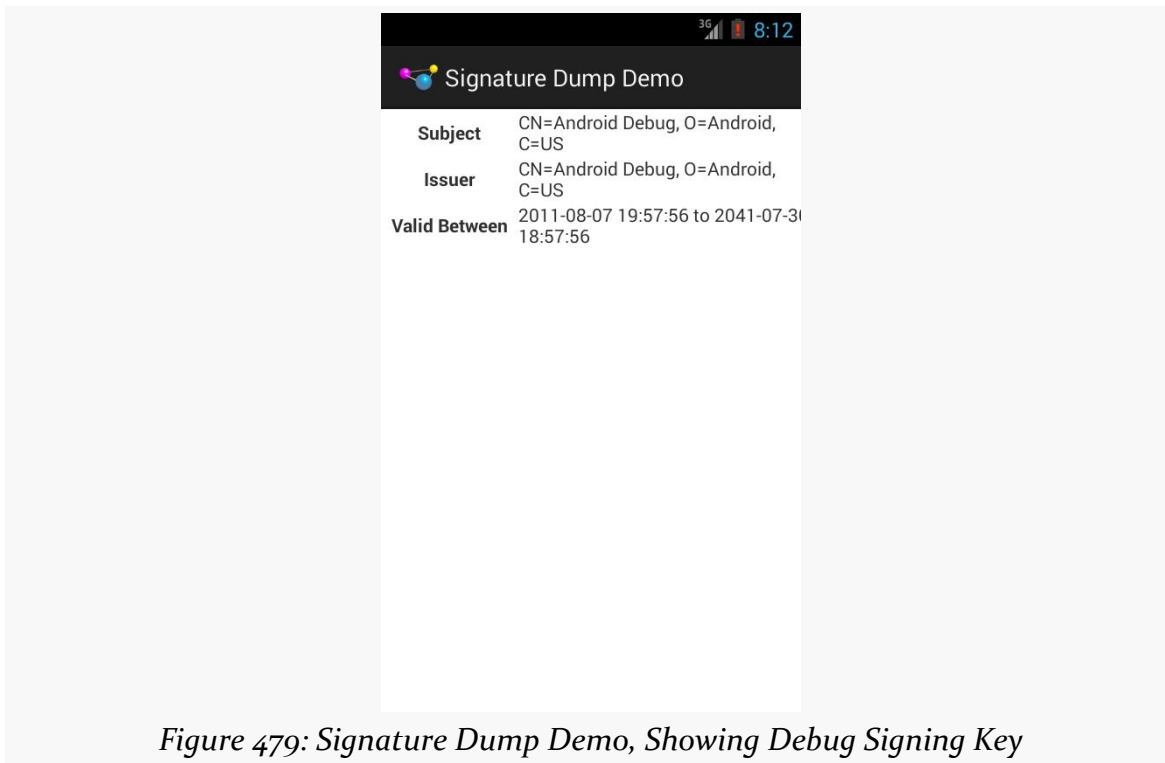 3G 8:12
Signature Dump Demo
Subject CN=Android Debug, O=Android,
C=US
Issuer CN=Android Debug, O=Android,
C=US
Valid Between 2011-08-07 19:57:56 to 2041-07-30
18:57:56
Figure 479: Signature Dump Demo, Showing Debug Signing Key